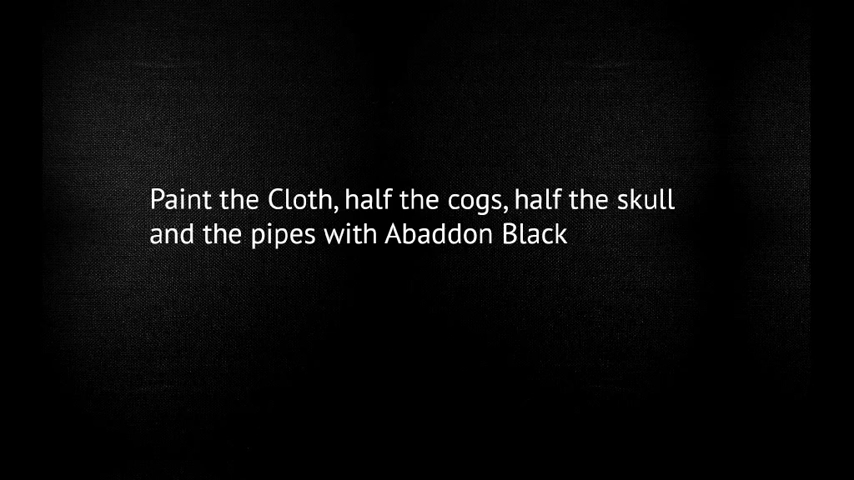 Paint the Cloth, half the cogs, half the skull
and the pipes with Abaddon Black